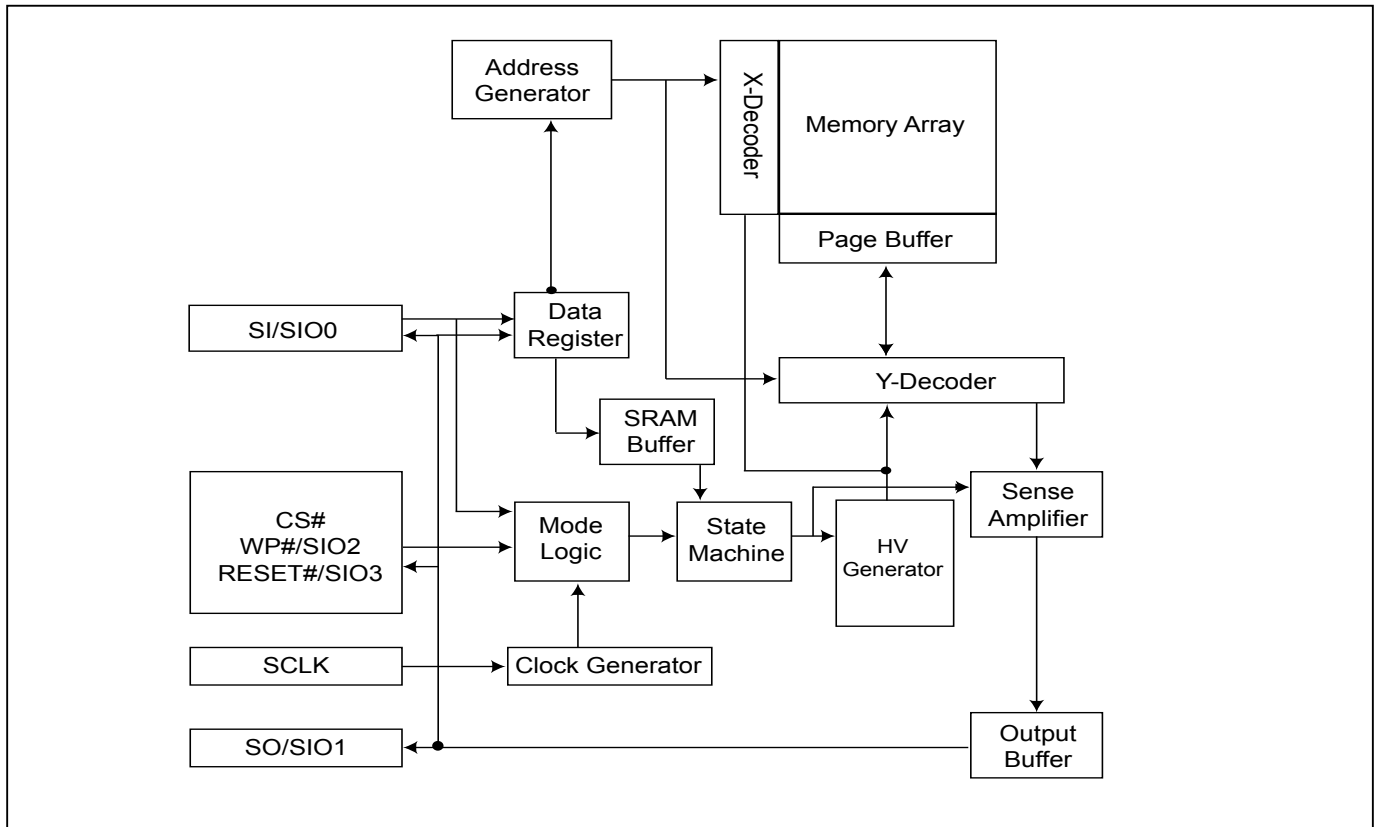 Address
Generator
X-Decoder
Memory Array
Page Buffer
SI/SIO0
Data
Register
Y-Decoder
SRAM
Buffer
CS#
WP#/SIO2
RESET#/SIO3
Mode
Logic
State
Machine
HV
Generator
Sense
Amplifier
SCLK
Clock Generator
SO/SIO1
Output
Buffer